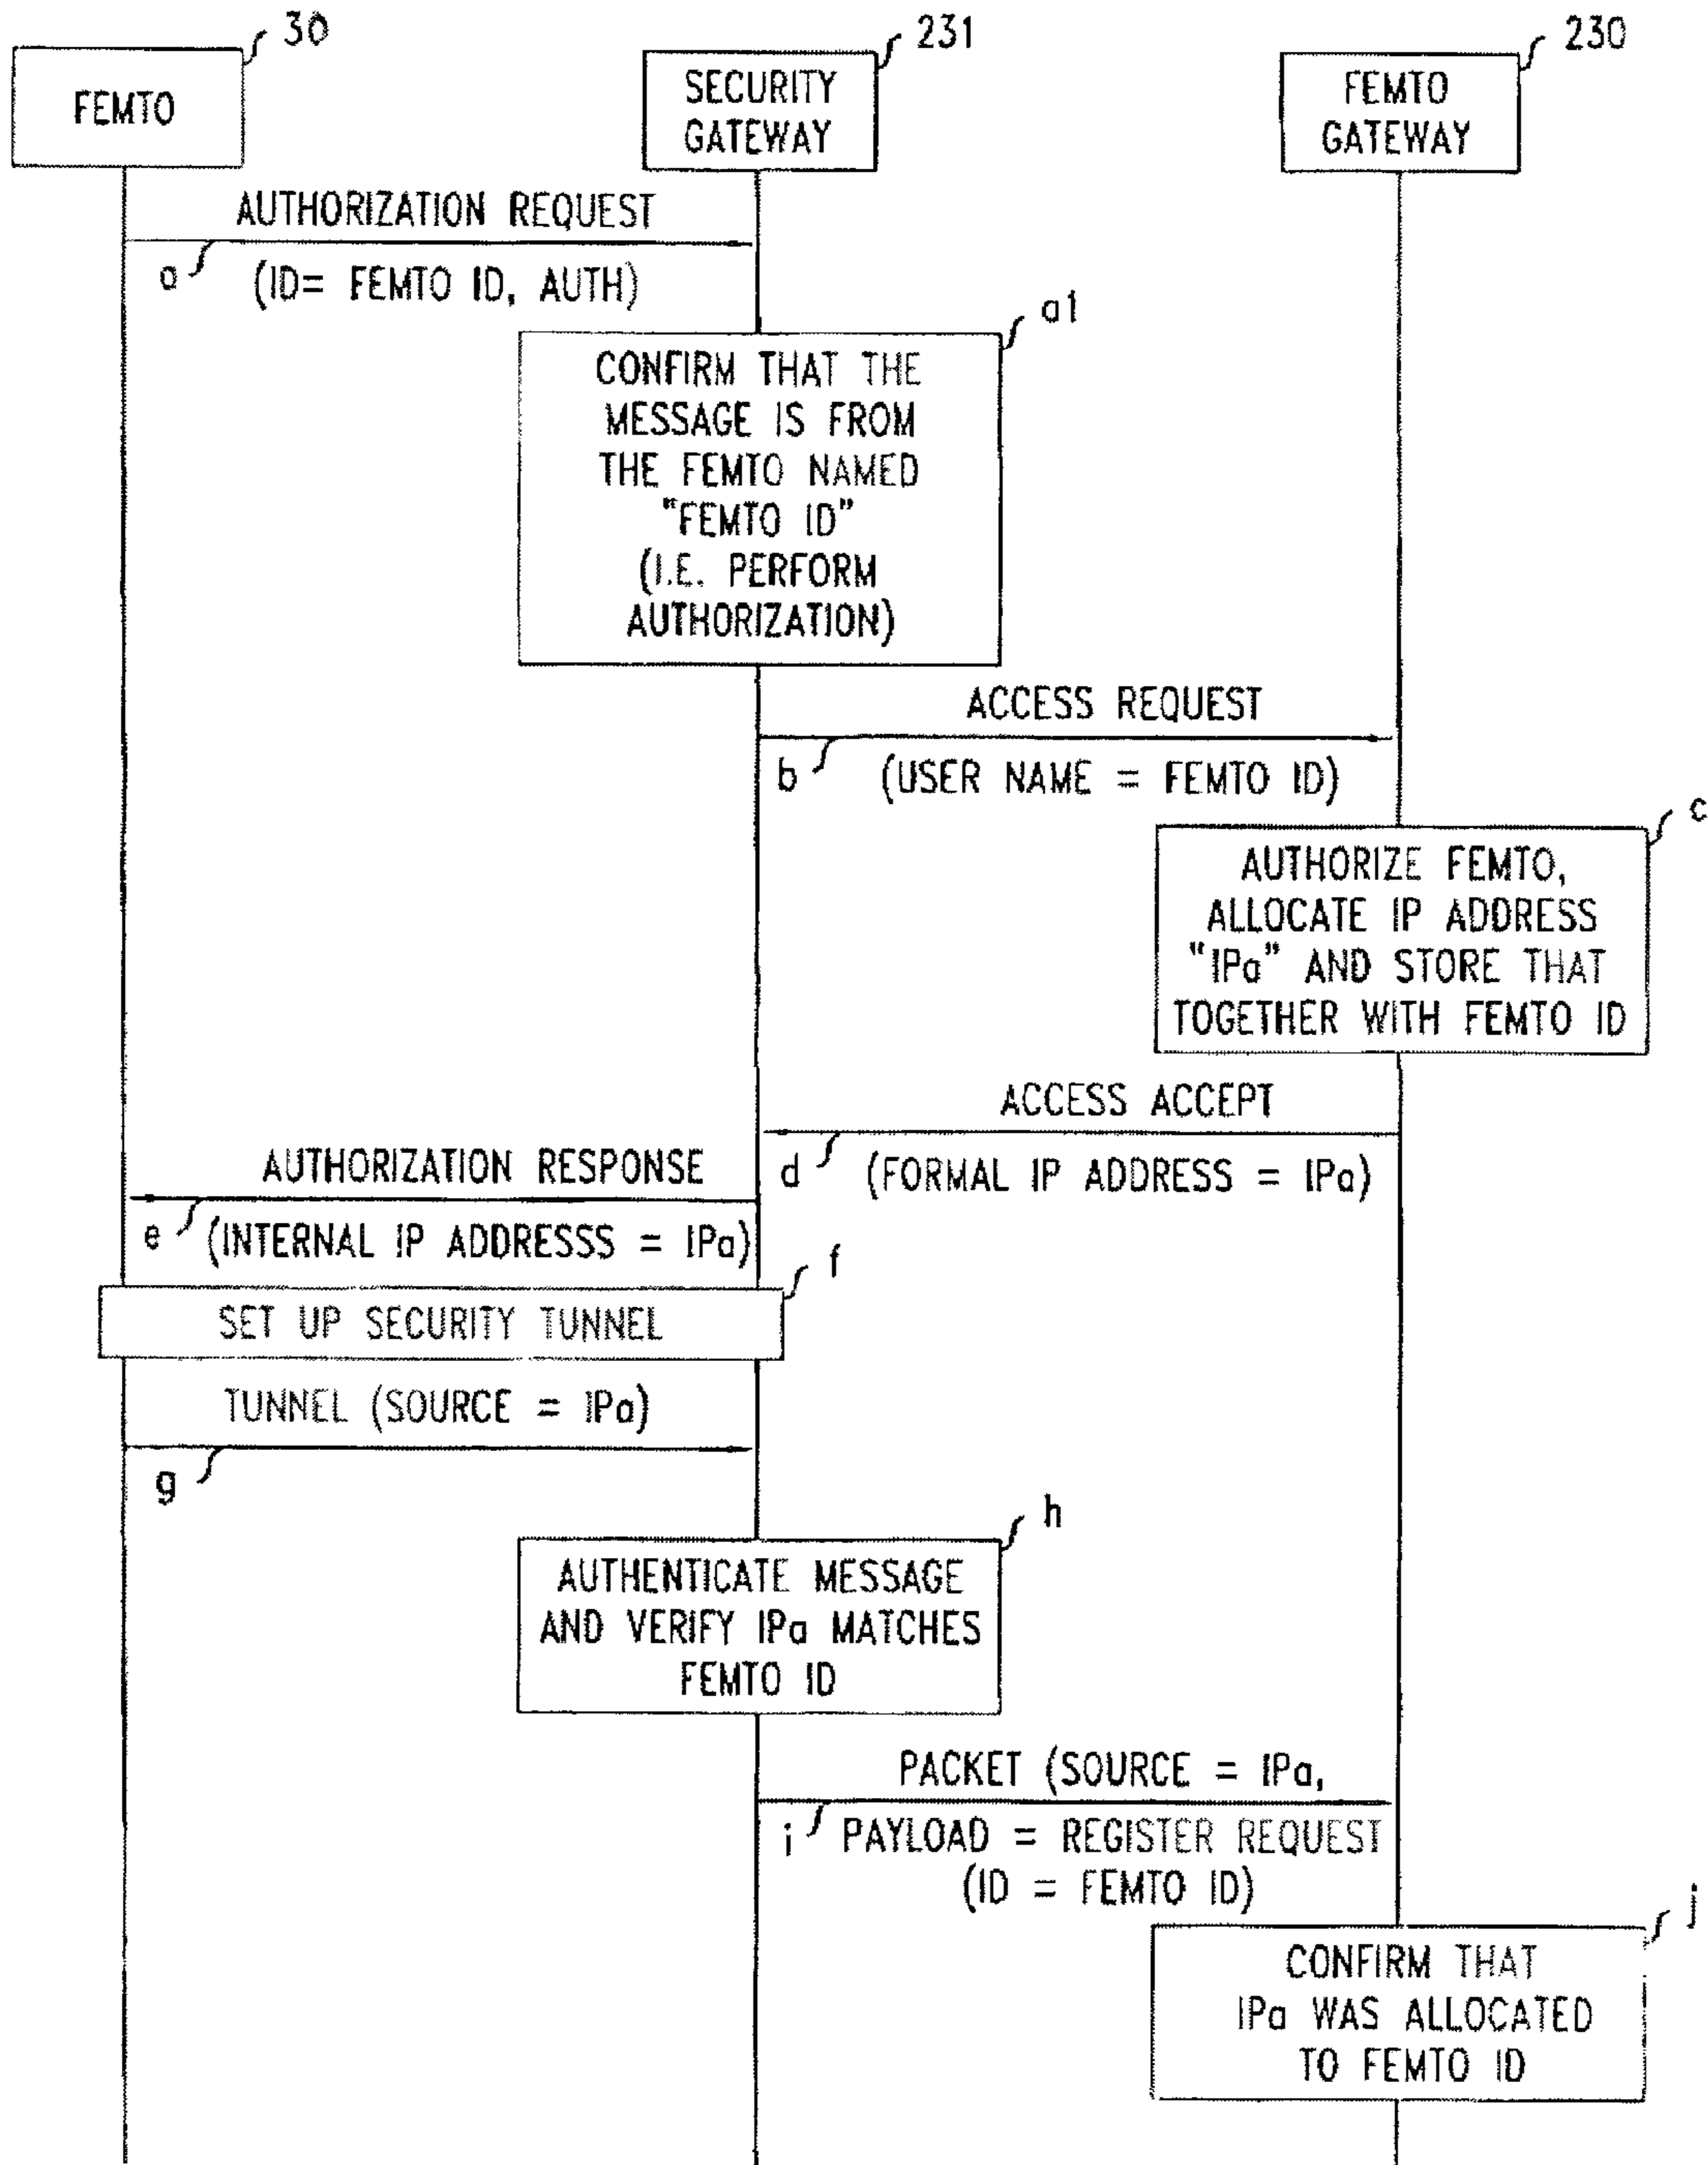 30
231
230
FEMTO
SECURITY
GATEWAY
FEMTO
GATEWAY
AUTHORIZATION REQUEST
a
(ID= FEMTO ID, AUTH)
a1
CONFIRM THAT THE
MESSAGE IS FROM
THE FEMTO NAMED
"FEMTO ID"
(I.E. PERFORM
AUTHORIZATION)
ACCESS REQUEST
b
(USER NAME = FEMTO ID)
c
AUTHORIZE FEMTO,
ALLOCATE IP ADDRESS
"IPa" AND STORE THAT
TOGETHER WITH FEMTO ID
ACCESS ACCEPT
d
(FORMAL IP ADDRESS = IPa)
AUTHORIZATION RESPONSE
e
(INTERNAL IP ADDRESSS = IPa)
f
SET UP SECURITY TUNNEL
TUNNEL (SOURCE = IPa)
g
h
AUTHENTICATE MESSAGE
AND VERIFY IPa MATCHES
FEMTO ID
PACKET (SOURCE = IPa,
i
PAYLOAD = REGISTER REQUEST
(ID = FEMTO ID)
j
CONFIRM THAT
IPa WAS ALLOCATED
TO FEMTO ID